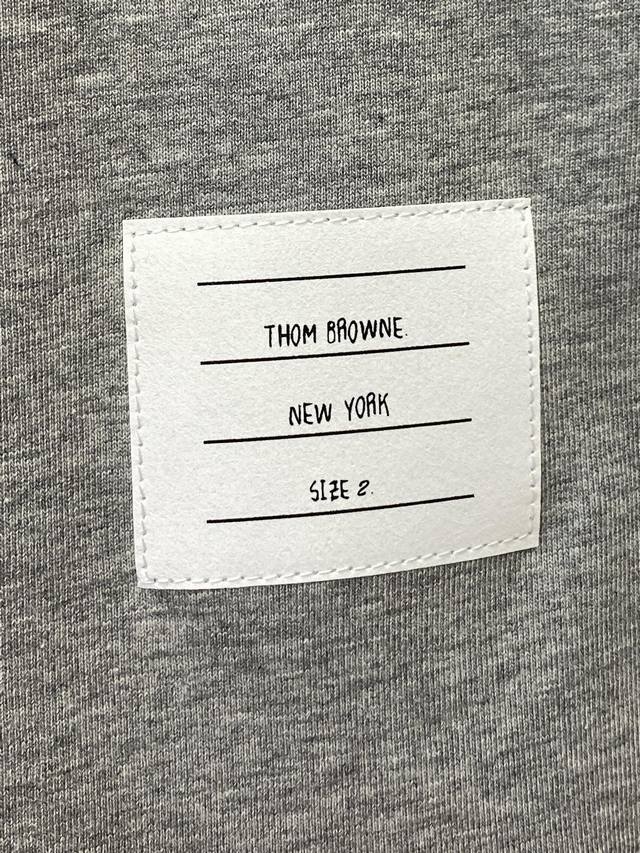 THOM BROWNE.
NEW YORK
SIZE 2.